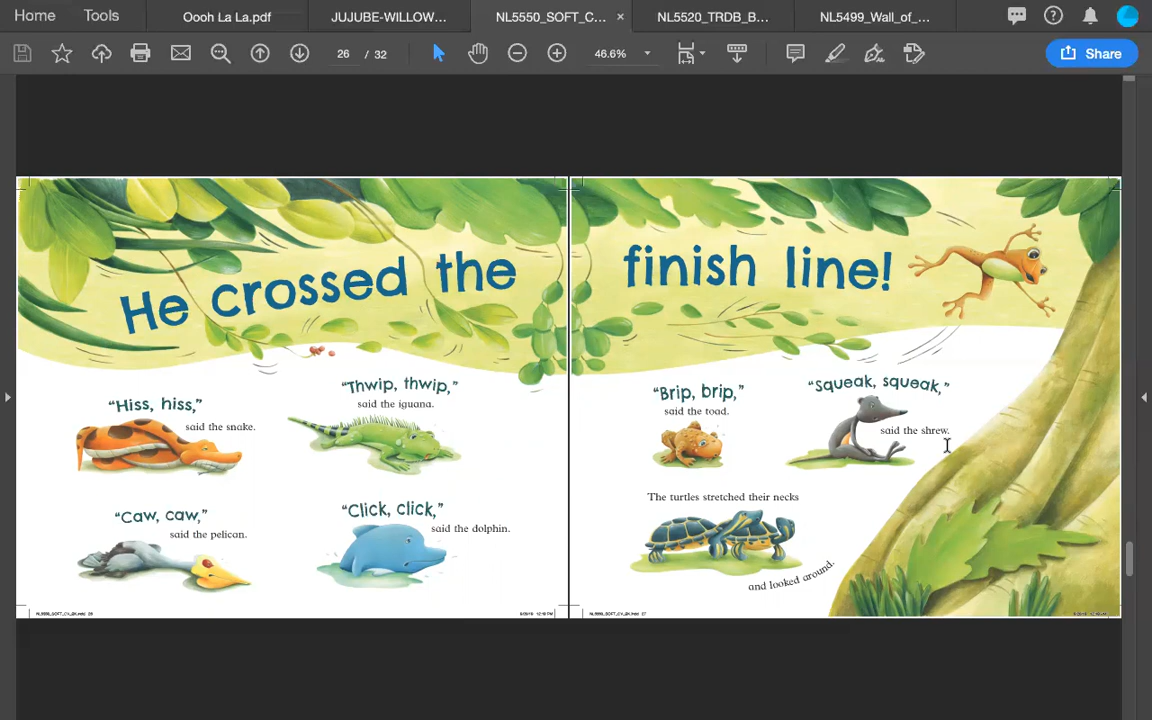 Home
Tools
Oooh La La.pdf
JUJUBE-WILLOW...
NL5550_SOFT_C...
NL5520_TRDB_B...
NL5499_Wall_of_...
26 / 32
46.6%
Share
He crossed the
finish line!
“Hiss, hiss,”
said the snake.
“Thwip, thwip,”
said the iguana.
“Caw, caw,”
said the pelican.
“Click, click,”
said the dolphin.
“Brip, brip,”
said the toad.
“Squeak, squeak,”
said the shrew.
The turtles stretched their necks
and looked around.